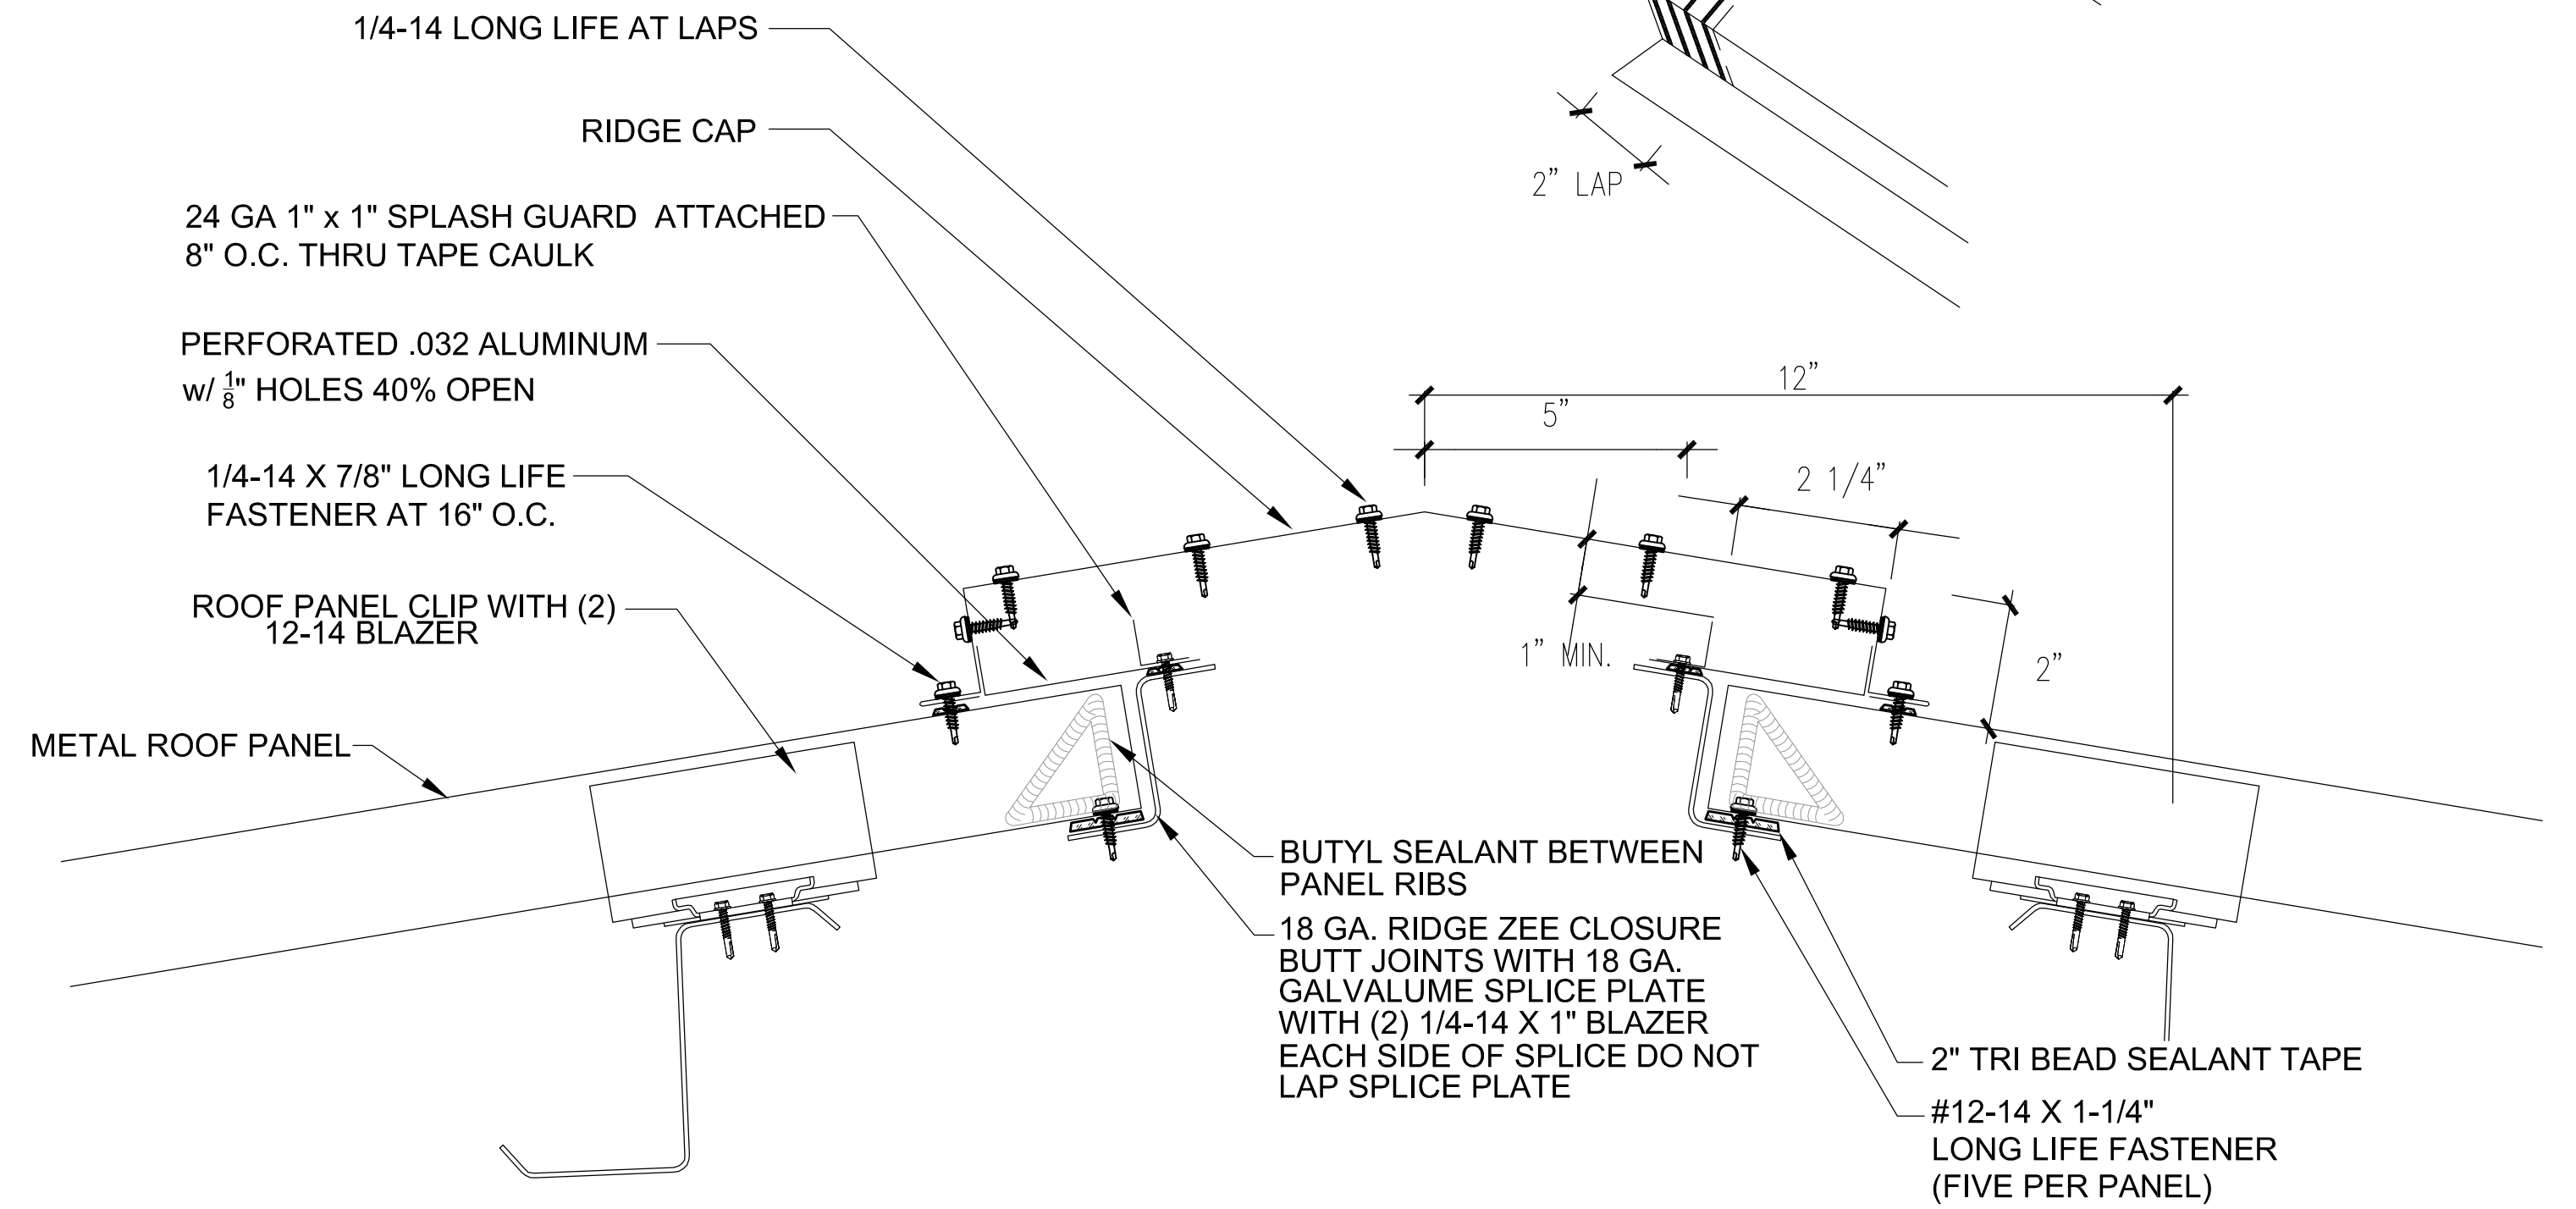 1/4-14 LONG LIFE AT LAPS
RIDGE CAP
2” LAP
24 GA 1" x 1" SPLASH GUARD  ATTACHED
8" O.C. THRU TAPE CAULK
PERFORATED .032 ALUMINUM
w/ 1/8" HOLES 40% OPEN
12”
5”
2 1/4”
1/4-14 X 7/8" LONG LIFE
FASTENER AT 16" O.C.
ROOF PANEL CLIP WITH (2)
12-14 BLAZER
1” MIN.
2”
METAL ROOF PANEL
BUTYL SEALANT BETWEEN
PANEL RIBS
18 GA. RIDGE ZEE CLOSURE
BUTT JOINTS WITH 18 GA.
GALVALUME SPLICE PLATE
WITH (2) 1/4-14 X 1" BLAZER
EACH SIDE OF SPLICE DO NOT
LAP SPLICE PLATE
2" TRI BEAD SEALANT TAPE
#12-14 X 1-1/4"
LONG LIFE FASTENER
(FIVE PER PANEL)